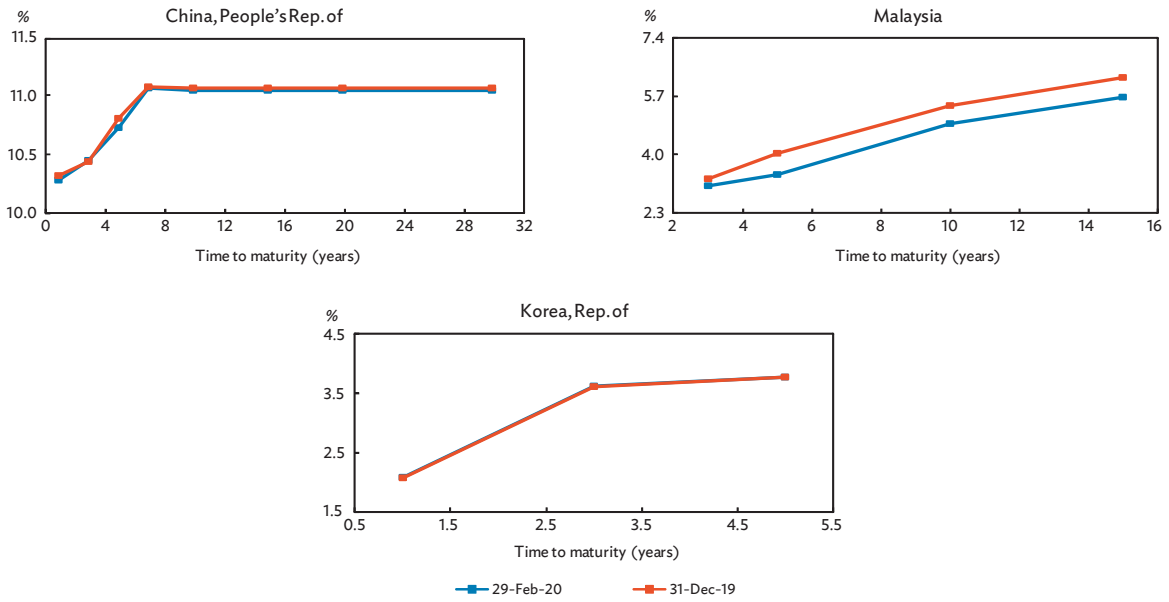 China, People's Rep. of
%
11.5
11.0
10.5
10.0
0 4 8 12 16 20 24 28 32
Time to maturity (years)
Malaysia
%
7.4
5.7
4.0
2.3
2 4 6 8 10 12 14 16
Time to maturity (years)
Korea, Rep. of
%
4.5
3.5
2.5
1.5
0.5 1.5 2.5 3.5 4.5 5.5
Time to maturity (years)
29-Feb-20 31-Dec-19